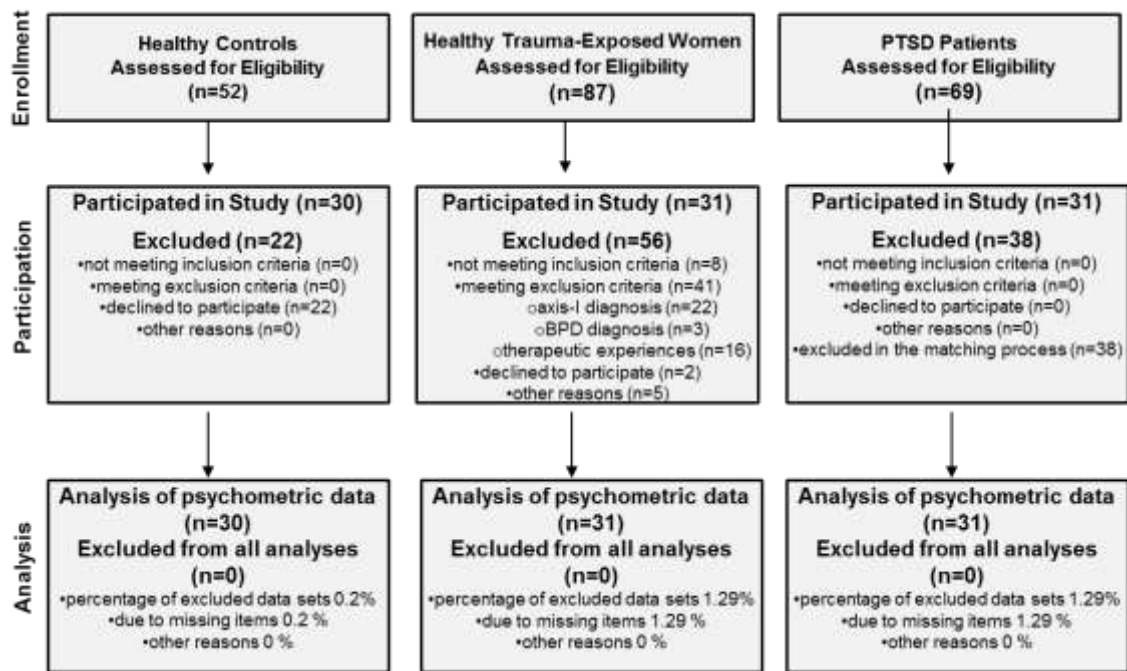 Enrollment
Healthy Controls
Assessed for Eligibility
(n=52)
Healthy Trauma-Exposed Women
Assessed for Eligibility
(n=87)
PTSD Patients
Assessed for Eligibility
(n=69)
Participation
Participated in Study (n=30)
Excluded (n=22)
•not meeting inclusion criteria (n=0)
•meeting exclusion criteria (n=0)
•declined to participate (n=22)
•other reasons (n=0)
Participated in Study (n=31)
Excluded (n=56)
•not meeting inclusion criteria (n=8)
•meeting exclusion criteria (n=41)
oaxis-I diagnosis (n=22)
oBPD diagnosis (n=3)
otherapeutic experiences (n=16)
•declined to participate (n=2)
•other reasons (n=5)
Participated in Study (n=31)
Excluded (n=38)
•not meeting inclusion criteria (n=0)
•meeting exclusion criteria (n=0)
•declined to participate (n=0)
•other reasons (n=0)
•excluded in the matching process (n=38)
Analysis
Analysis of psychometric data
(n=30)
Excluded from all analyses
(n=0)
•percentage of excluded data sets 0.2%
•due to missing items 0.2 %
•other reasons 0 %
Analysis of psychometric data
(n=31)
Excluded from all analyses
(n=0)
•percentage of excluded data sets 1.29%
•due to missing items 1.29 %
•other reasons 0 %
Analysis of psychometric data
(n=31)
Excluded from all analyses
(n=0)
•percentage of excluded data sets 1.29%
•due to missing items 1.29 %
•other reasons 0 %